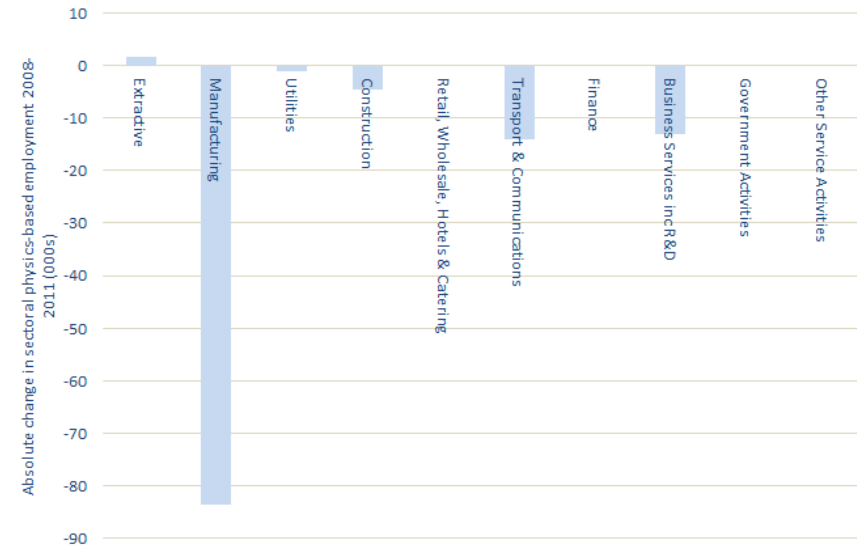 10
0
-10
-20
-30
-40
-50
-60
-70
-80
-90
Absolute change in sectoral physics-based employment 2008-
2011 (000s)
Extractive
Manufacturing
Utilities
Construction
Retail, Wholesale, Hotels & Catering
Transport & Communications
Finance
Business Services inc R&D
Government Activities
Other Service Activities